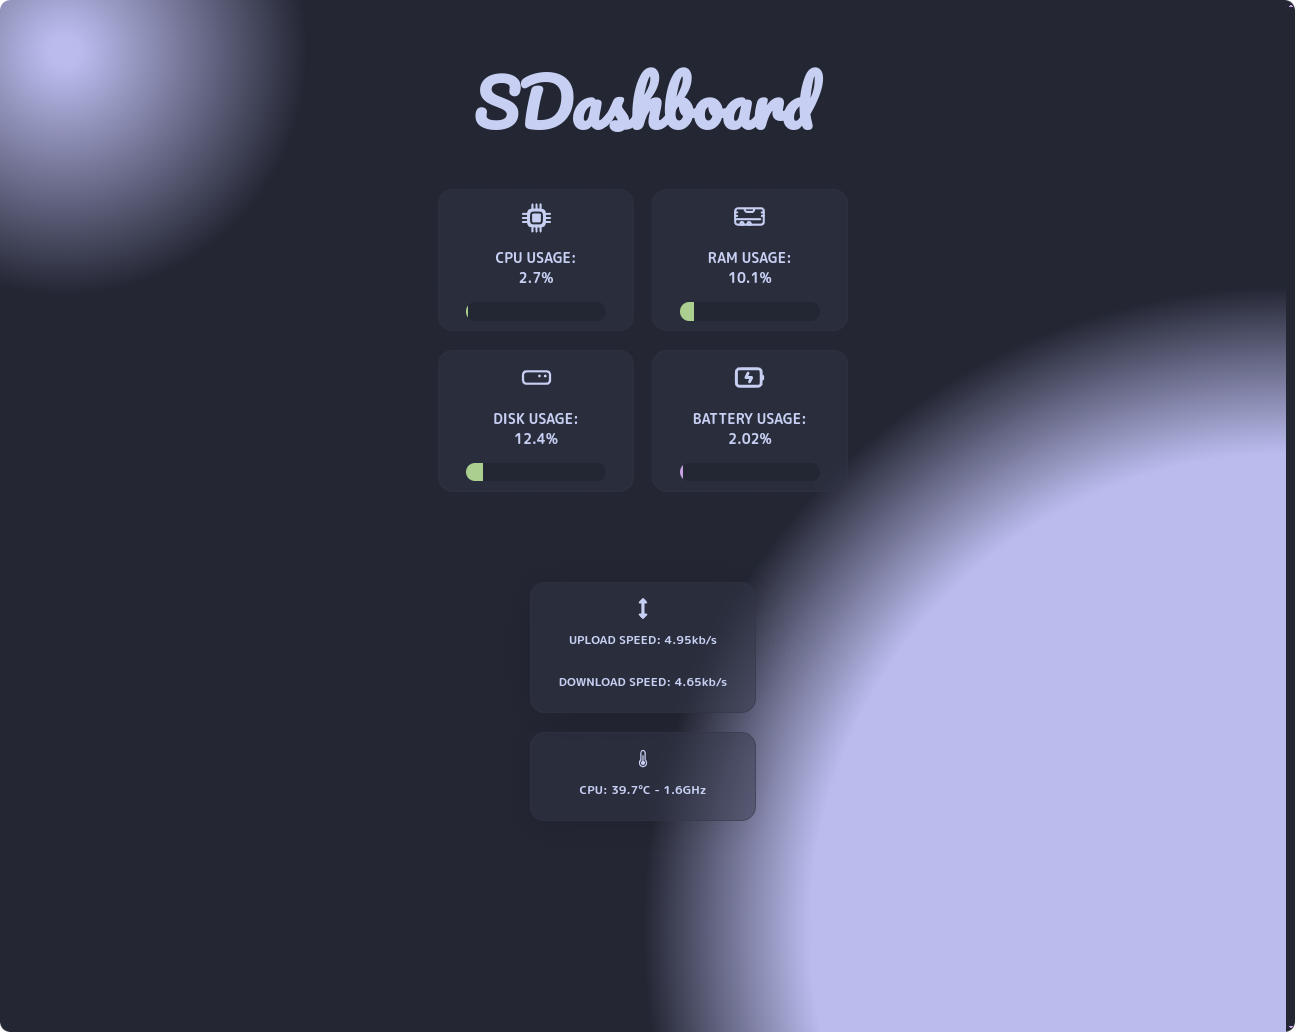 SDashboard
CPU USAGE:
2.7%
RAM USAGE:
10.1%
DISK USAGE:
12.4%
BATTERY USAGE:
2.02%
UPLOAD SPEED: 4.95kb/s
DOWNLOAD SPEED: 4.65kb/s
CPU: 39.7°C - 1.6GHz